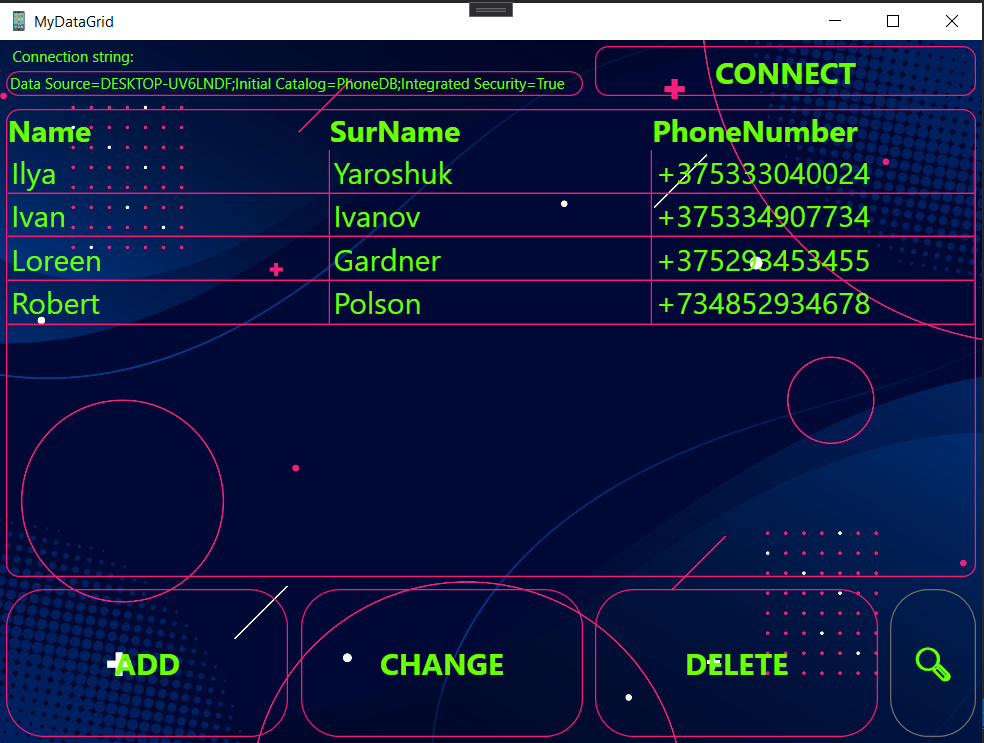 MyDataGrid
Connection string:
Data Source=DESKTOP-UV6LNDF;Initial Catalog=PhoneDB;Integrated Security=True
CONNECT
Name SurName PhoneNumber
Ilya Yaroshuk +375333040024
Ivan Ivanov +375334907734
Loreen Gardner +375293453455
Robert Polson +734852934678
ADD CHANGE DELETE